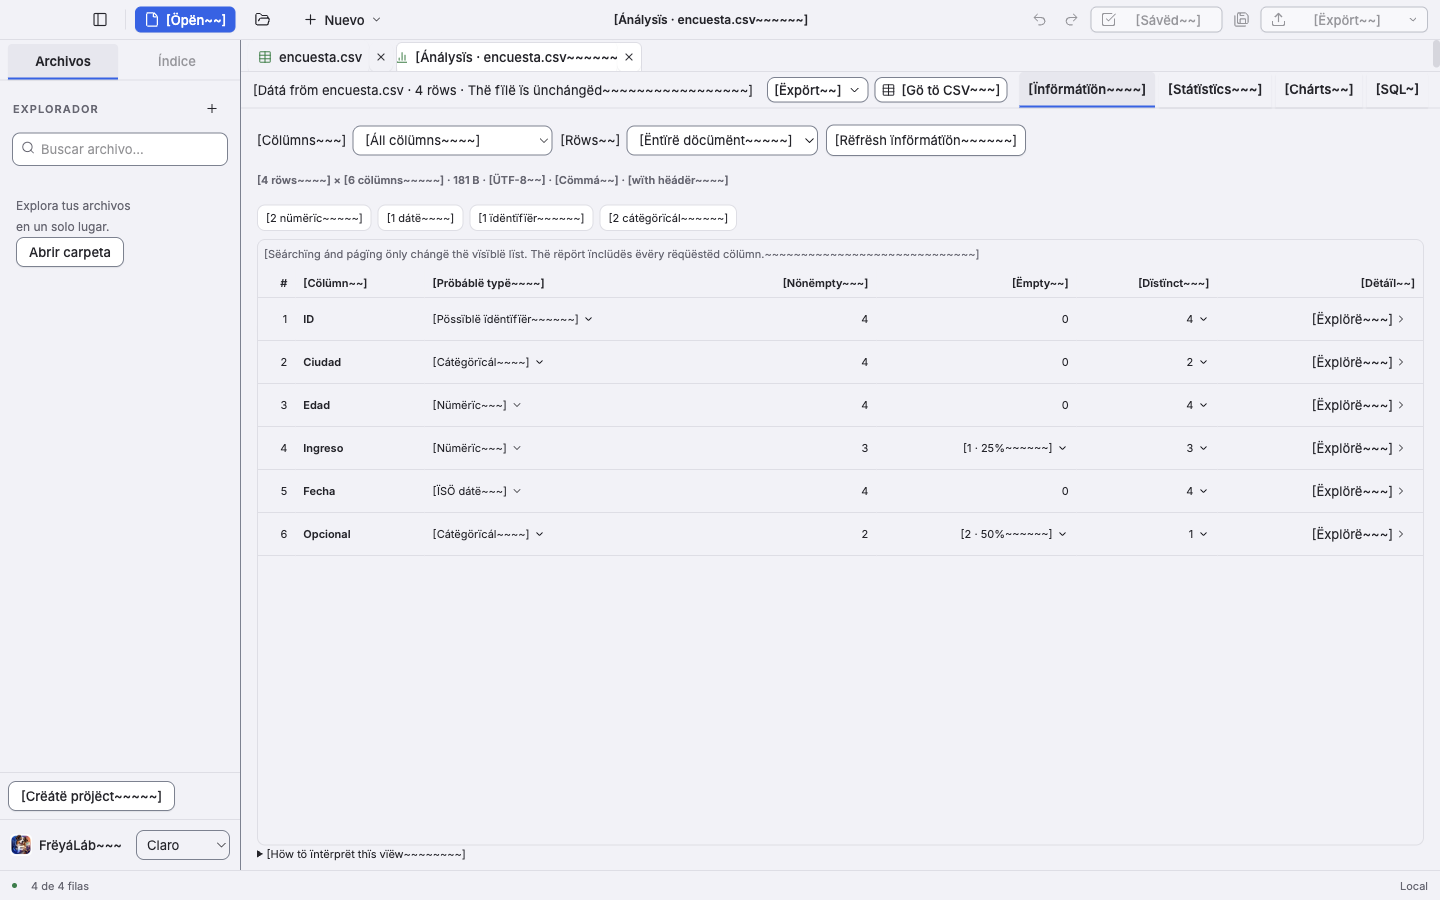 [Öpën~~]
Nuevo
[Ánálysïs · encuesta.csv~~~~~~]
[Sávëd~~]
[Ëxpört~~]
Archivos
Índice
encuesta.csv
[Ánálysïs · encuesta.csv~~~~~~
[Dátá fröm encuesta.csv · 4 röws · Thë fïlë ïs ünchángëd~~~~~~~~~~~~~~~~]
[Ëxpört~~]
[Gö tö CSV~~~]
[Ïnförmátïön~~~~]
[Státïstïcs~~~]
[Chárts~~]
[SQL~]
EXPLORADOR
Buscar archivo...
Explora tus archivos
en un solo lugar.
Abrir carpeta
[Cölümns~~~]
[Áll cölümns~~~~]
[Röws~~]
[Ëntïrë döcümënt~~~~~]
[Rëfrësh ïnförmátïön~~~~~~]
[4 röws~~~~] × [6 cölümns~~~~~] · 181 B · [ÜTF-8~~] · [Cömmá~~] · [wïth hëádër~~~~]
[2 nümërïc~~~~~]
[1 dátë~~~~]
[1 ïdëntïfïër~~~~~~]
[2 cátëgörïcál~~~~~~]
[Sëárchïng ánd págïng önly chángë thë vïsïblë lïst. Thë rëpört ïnclüdës ëvëry rëqüëstëd cölümn.~~~~~~~~~~~~~~~~~~~~~~~~~~~~~]
# [Cölümn~~] [Pröbáblë typë~~~~] [Nönëmpty~~~] [Ëmpty~~] [Dïstïnct~~~] [Dëtáïl~~]
1 ID [Pössïblë ïdëntïfïër~~~~~~] 4 0 4 [Ëxplörë~~~]
2 Ciudad [Cátëgörïcál~~~~] 4 0 2 [Ëxplörë~~~]
3 Edad [Nümërïc~~~] 4 0 4 [Ëxplörë~~~]
4 Ingreso [Nümërïc~~~] 3 [1 · 25%~~~~~~] 3 [Ëxplörë~~~]
5 Fecha [ÏSÖ dátë~~~] 4 0 4 [Ëxplörë~~~]
6 Opcional [Cátëgörïcál~~~~] 2 [2 · 50%~~~~~~] 1 [Ëxplörë~~~]
[Crëátë pröjëct~~~~~]
FrëyáLáb~~~
Claro
[Höw tö ïntërprët thïs vïëw~~~~~~~~]
4 de 4 filas
Local